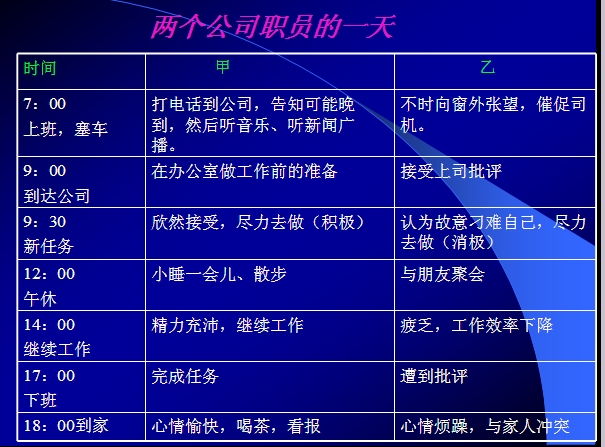 两个公司职员的一天
时间 甲 乙
7：00
上班，塞车
打电话到公司，告知可能晚
到，然后听音乐、听新闻广
播。
不时向窗外张望，催促司
机。
9：00
到达公司
在办公室做工作前的准备
接受上司批评
9：30
新任务
欣然接受，尽力去做（积极）
认为故意刁难自己，尽力
去做（消极）
12：00
午休
小睡一会儿、散步
与朋友聚会
14：00
继续工作
精力充沛，继续工作
疲乏，工作效率下降
17：00
下班
完成任务
遭到批评
18：00到家
心情愉快，喝茶，看报
心情烦躁，与家人冲突